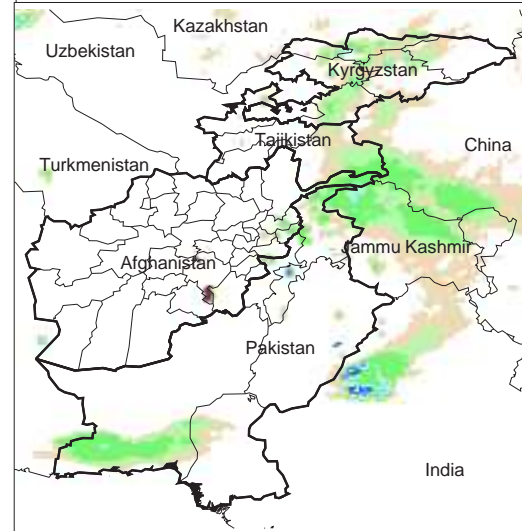 Kazakhstan
Uzbekistan
Kyrgyzstan
Tajikistan
China
Turkmenistan
Jammu Kashmir
Afghanistan
Pakistan
India